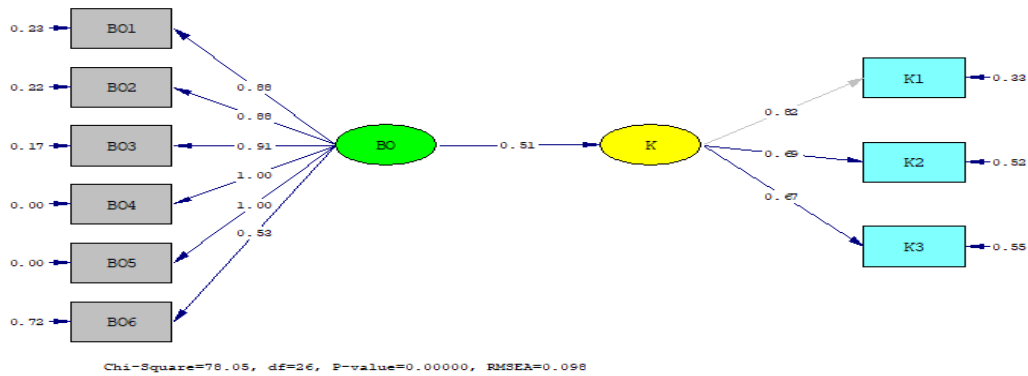 0.23 BO1
0.88
0.22 BO2
0.88
0.17 BO3
0.91
0.00 BO4
1.00
0.00 BO5
1.00
0.72 BO6
0.53
BO 0.51 K
0.82 K1 0.33
0.69 K2 0.52
0.67 K3 0.55
Chi-Square=78.05, df=26, P-value=0.00000, RMSEA=0.098